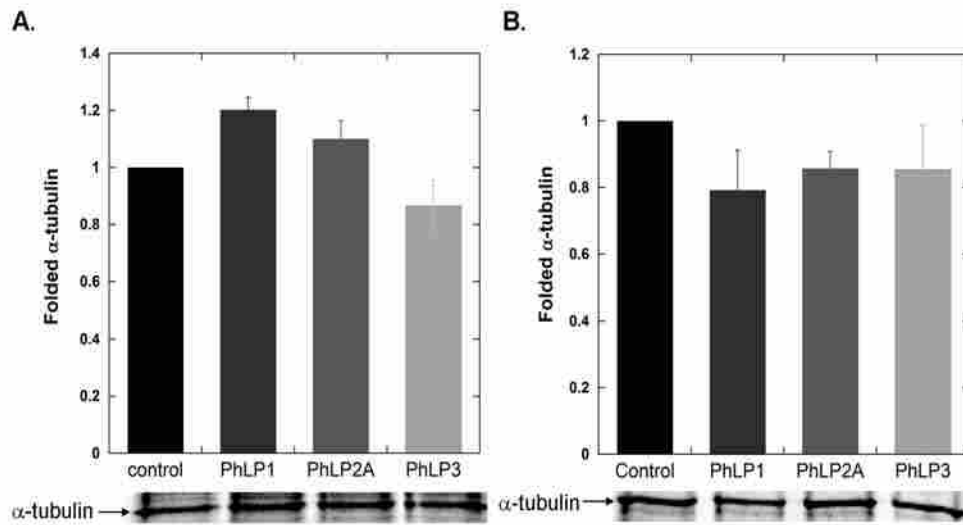 A.
Folded α-tubulin
1.4
1.2
1
0.8
0.6
0.4
0.2
0
control PhLP1 PhLP2A PhLP3
α-tubulin
B.
Folded α-tubulin
1.2
1
0.8
0.6
0.4
0.2
0
Control PhLP1 PhLP2A PhLP3
α-tubulin